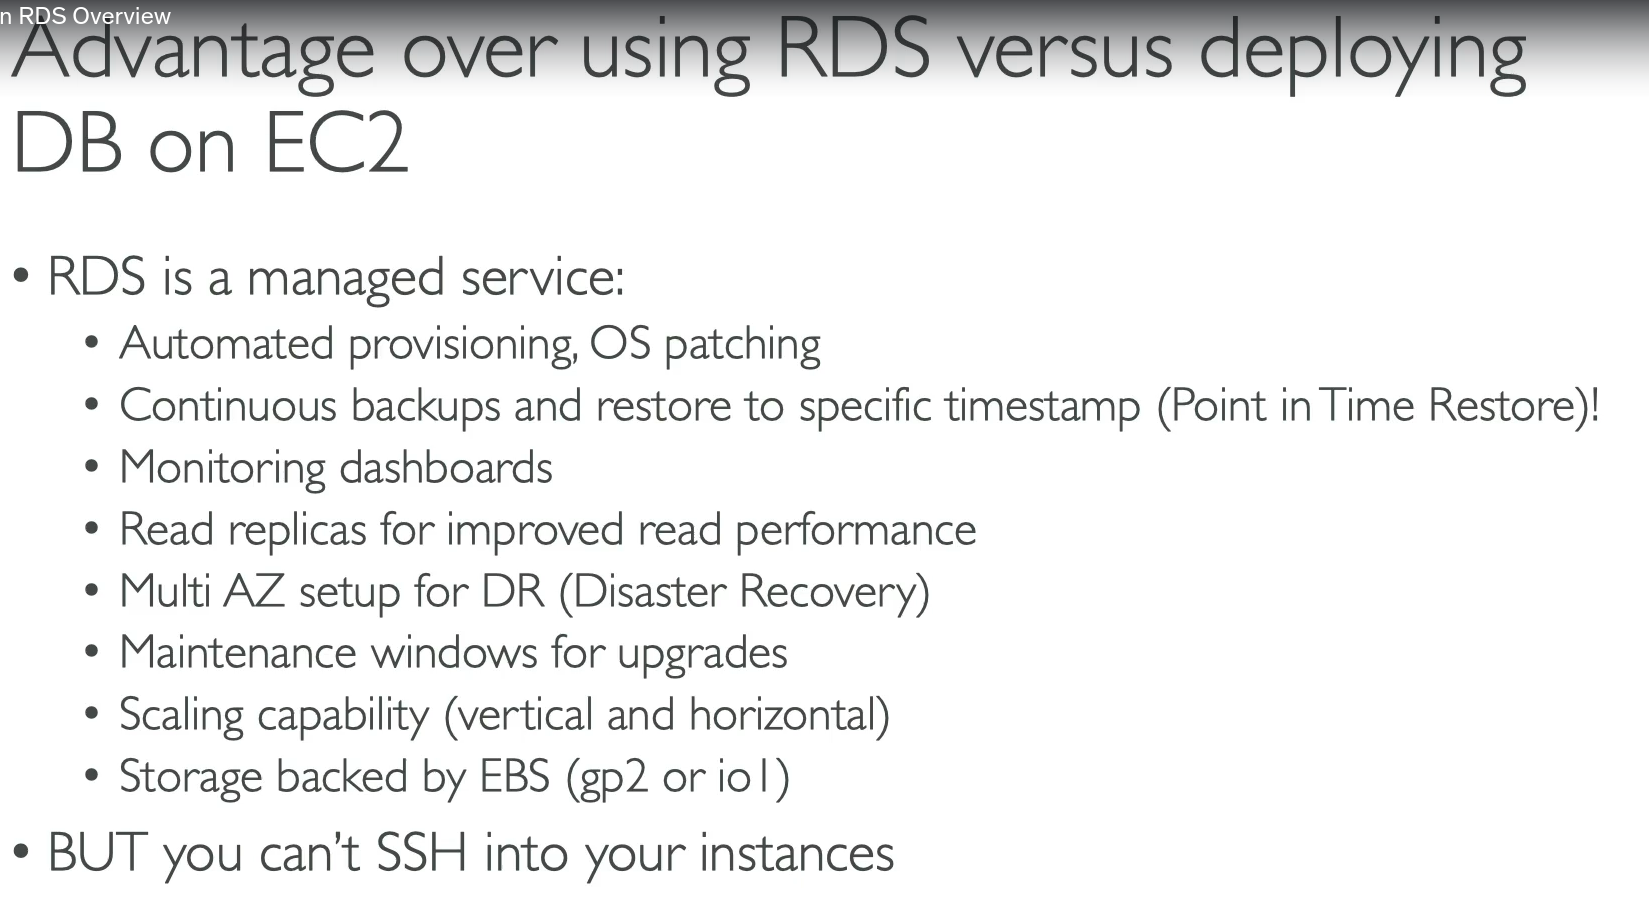 n RDS Overview
Advantage over using RDS versus deploying
DB on EC2
• RDS is a managed service:
• Automated provisioning, OS patching
• Continuous backups and restore to specific timestamp (Point in Time Restore)!
• Monitoring dashboards
• Read replicas for improved read performance
• Multi AZ setup for DR (Disaster Recovery)
• Maintenance windows for upgrades
• Scaling capability (vertical and horizontal)
• Storage backed by EBS (gp2 or io1)
• BUT you can’t SSH into your instances